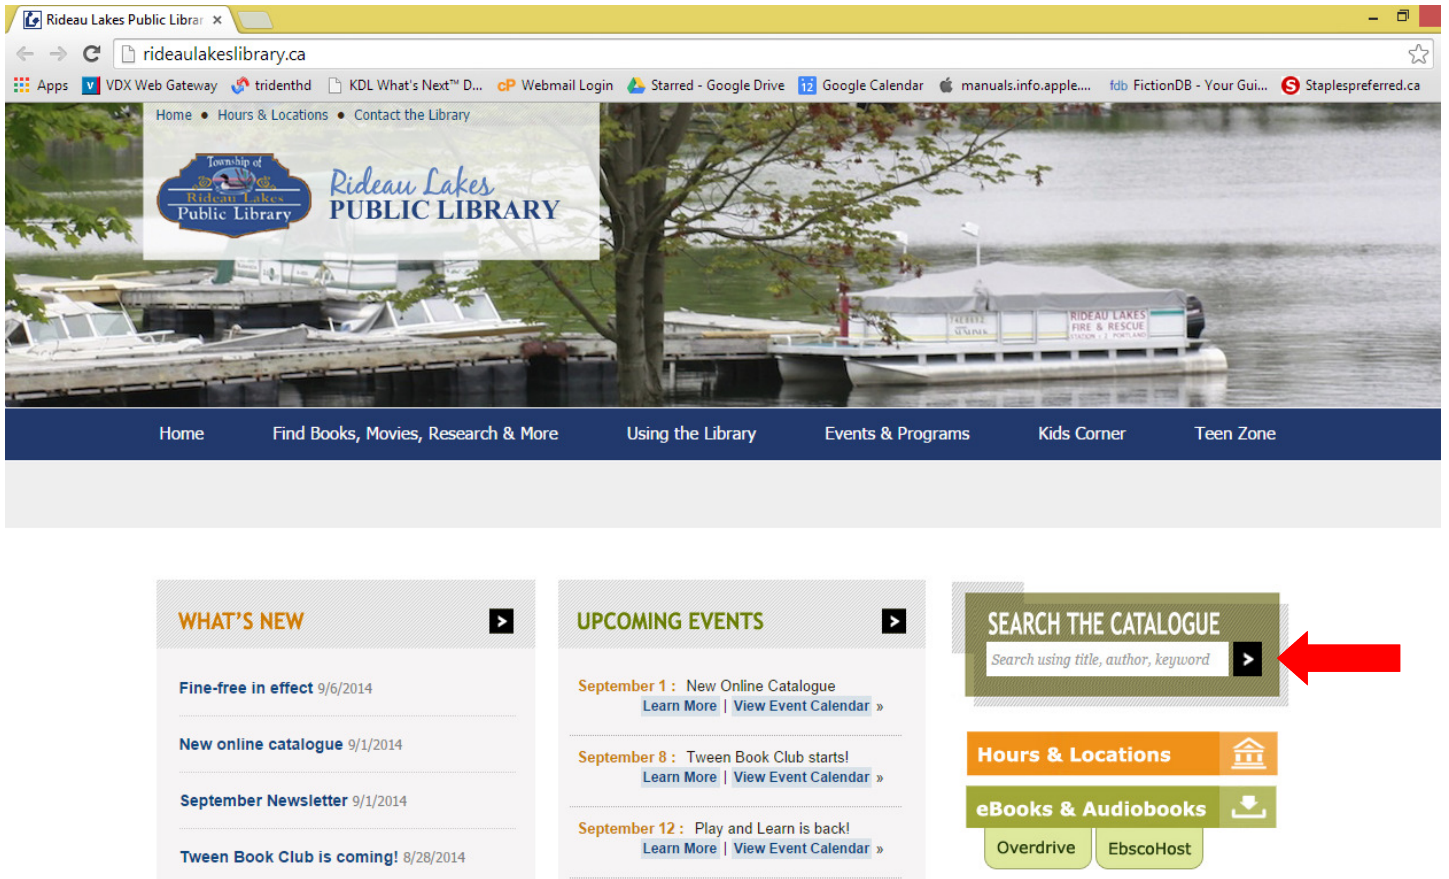 Rideau Lakes Public Librar ×
rideaulakeslibrary.ca
Apps VDX Web Gateway tridenthd KDL What's Next™ D... cP Webmail Login Starred - Google Drive 12 Google Calendar manuals.info.apple.... fdb FictionDB - Your Gui... Staplespreferred.ca
Home • Hours & Locations • Contact the Library
Township of
Rideau Lakes
Public Library
Rideau Lakes
PUBLIC LIBRARY
RIDEAU LAKES
FIRE & RESCUE
STATION 1 2 PORTLAND
Home Find Books, Movies, Research & More Using the Library Events & Programs Kids Corner Teen Zone
WHAT'S NEW
Fine-free in effect 9/6/2014
New online catalogue 9/1/2014
September Newsletter 9/1/2014
Tween Book Club is coming! 8/28/2014
UPCOMING EVENTS
September 1 : New Online Catalogue
Learn More | View Event Calendar »
September 8 : Tween Book Club starts!
Learn More | View Event Calendar »
September 12 : Play and Learn is back!
Learn More | View Event Calendar »
SEARCH THE CATALOGUE
Search using title, author, keyword
Hours & Locations
eBooks & Audiobooks
Overdrive EbscoHost